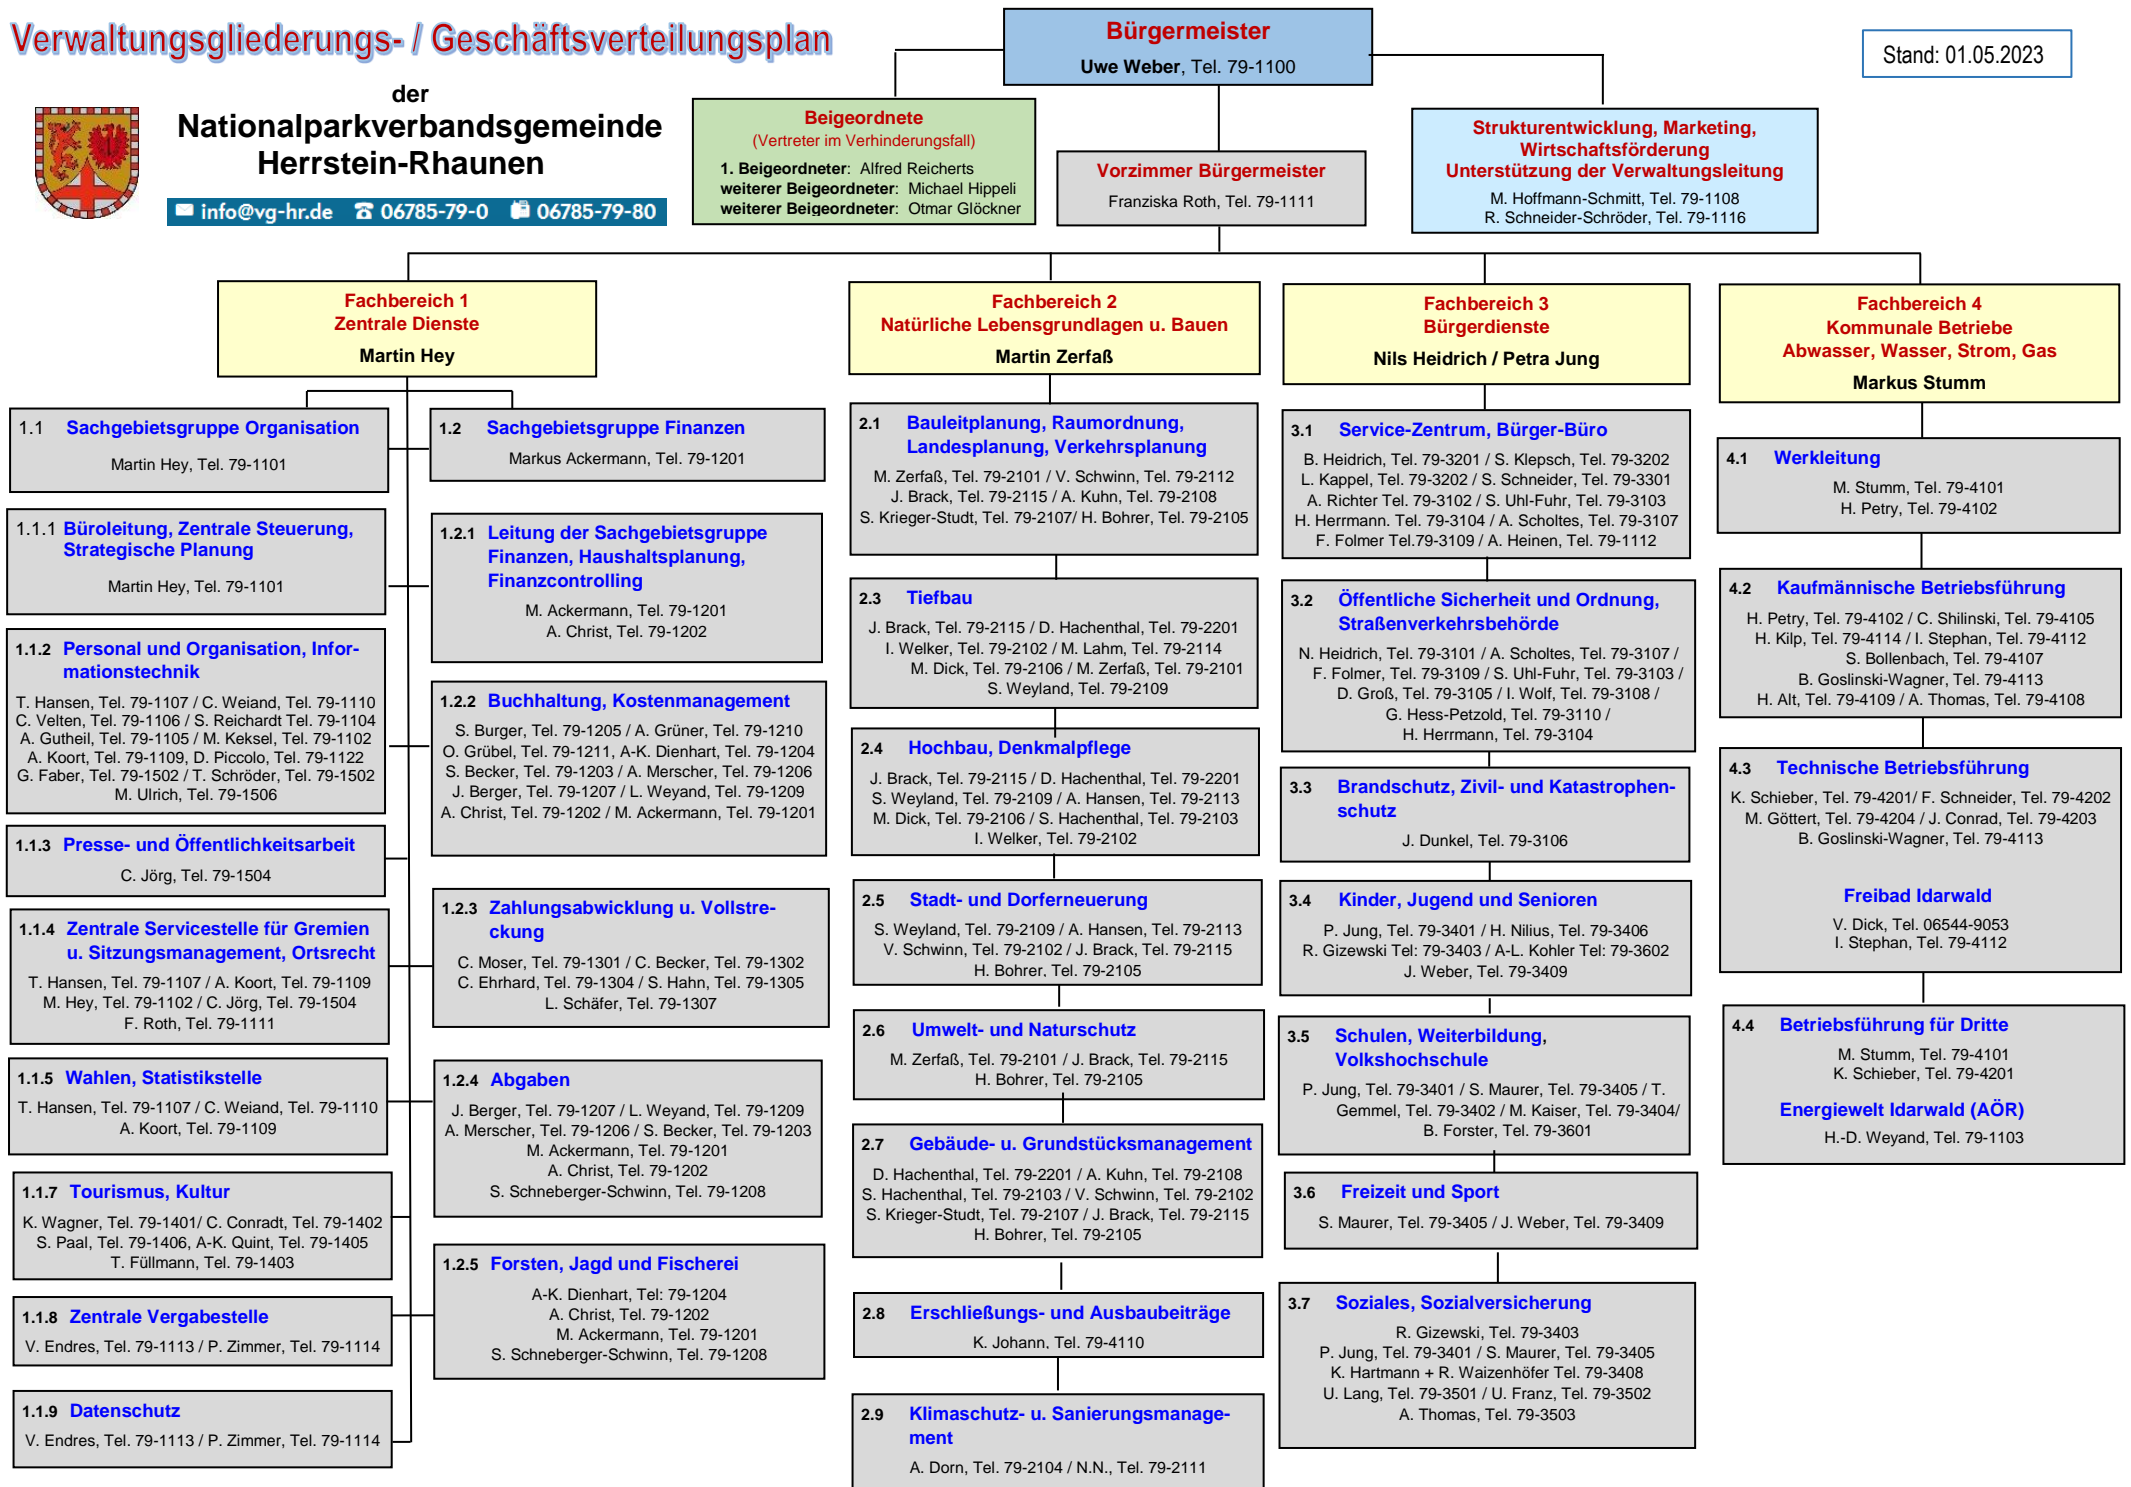 Verwaltungsgliederungs- / Geschäftsverteilungsplan
der
Nationalparkverbandsgemeinde
Herrstein-Rhaunen
info@vg-hr.de 06785-79-0 06785-79-80
Bürgermeister
Uwe Weber, Tel. 79-1100
Stand: 01.05.2023
Beigeordnete
(Vertreter im Verhinderungsfall)
1. Beigeordneter: Alfred Reicherts
weiterer Beigeordneter: Michael Hippeli
weiterer Beigeordneter: Otmar Glöckner
Vorzimmer Bürgermeister
Franziska Roth, Tel. 79-1111
Strukturentwicklung, Marketing,
Wirtschaftsförderung
Unterstützung der Verwaltungsleitung
M. Hoffmann-Schmitt, Tel. 79-1108
R. Schneider-Schröder, Tel. 79-1116
Fachbereich 1
Zentrale Dienste
Martin Hey
1.1 Sachgebietsgruppe Organisation
Martin Hey, Tel. 79-1101
1.1.1 Büroleitung, Zentrale Steuerung,
Strategische Planung
Martin Hey, Tel. 79-1101
1.1.2 Personal und Organisation, Infor-
mationstechnik
T. Hansen, Tel. 79-1107 / C. Weiand, Tel. 79-1110
C. Velten, Tel. 79-1106 / S. Reichardt Tel. 79-1104
A. Gutheil, Tel. 79-1105 / M. Keksel, Tel. 79-1102
A. Koort, Tel. 79-1109, D. Piccolo, Tel. 79-1122
G. Faber, Tel. 79-1502 / T. Schröder, Tel. 79-1502
M. Ulrich, Tel. 79-1506
1.1.3 Presse- und Öffentlichkeitsarbeit
C. Jörg, Tel. 79-1504
1.1.4 Zentrale Servicestelle für Gremien
u. Sitzungsmanagement, Ortsrecht
T. Hansen, Tel. 79-1107 / A. Koort, Tel. 79-1109
M. Hey, Tel. 79-1102 / C. Jörg, Tel. 79-1504
F. Roth, Tel. 79-1111
1.1.5 Wahlen, Statistikstelle
T. Hansen, Tel. 79-1107 / C. Weiand, Tel. 79-1110
A. Koort, Tel. 79-1109
1.1.7 Tourismus, Kultur
K. Wagner, Tel. 79-1401/ C. Conradt, Tel. 79-1402
S. Paal, Tel. 79-1406, A-K. Quint, Tel. 79-1405
T. Füllmann, Tel. 79-1403
1.1.8 Zentrale Vergabestelle
V. Endres, Tel. 79-1113 / P. Zimmer, Tel. 79-1114
1.1.9 Datenschutz
V. Endres, Tel. 79-1113 / P. Zimmer, Tel. 79-1114
1.2 Sachgebietsgruppe Finanzen
Markus Ackermann, Tel. 79-1201
1.2.1 Leitung der Sachgebietsgruppe
Finanzen, Haushaltsplanung,
Finanzcontrolling
M. Ackermann, Tel. 79-1201
A. Christ, Tel. 79-1202
1.2.2 Buchhaltung, Kostenmanagement
S. Burger, Tel. 79-1205 / A. Grüner, Tel. 79-1210
O. Grübel, Tel. 79-1211, A-K. Dienhart, Tel. 79-1204
S. Becker, Tel. 79-1203 / A. Merscher, Tel. 79-1206
J. Berger, Tel. 79-1207 / L. Weyand, Tel. 79-1209
A. Christ, Tel. 79-1202 / M. Ackermann, Tel. 79-1201
1.2.3 Zahlungsabwicklung u. Vollstre-
ckung
C. Moser, Tel. 79-1301 / C. Becker, Tel. 79-1302
C. Ehrhard, Tel. 79-1304 / S. Hahn, Tel. 79-1305
L. Schäfer, Tel. 79-1307
1.2.4 Abgaben
J. Berger, Tel. 79-1207 / L. Weyand, Tel. 79-1209
A. Merscher, Tel. 79-1206 / S. Becker, Tel. 79-1203
M. Ackermann, Tel. 79-1201
A. Christ, Tel. 79-1202
S. Schneberger-Schwinn, Tel. 79-1208
1.2.5 Forsten, Jagd und Fischerei
A-K. Dienhart, Tel: 79-1204
A. Christ, Tel. 79-1202
M. Ackermann, Tel. 79-1201
S. Schneberger-Schwinn, Tel. 79-1208
Fachbereich 2
Natürliche Lebensgrundlagen u. Bauen
Martin Zerfaß
2.1 Bauleitplanung, Raumordnung,
Landesplanung, Verkehrsplanung
M. Zerfaß, Tel. 79-2101 / V. Schwinn, Tel. 79-2112
J. Brack, Tel. 79-2115 / A. Kuhn, Tel. 79-2108
S. Krieger-Studt, Tel. 79-2107/ H. Bohrer, Tel. 79-2105
2.3 Tiefbau
J. Brack, Tel. 79-2115 / D. Hachenthal, Tel. 79-2201
I. Welker, Tel. 79-2102 / M. Lahm, Tel. 79-2114
M. Dick, Tel. 79-2106 / M. Zerfaß, Tel. 79-2101
S. Weyland, Tel. 79-2109
2.4 Hochbau, Denkmalpflege
J. Brack, Tel. 79-2115 / D. Hachenthal, Tel. 79-2201
S. Weyland, Tel. 79-2109 / A. Hansen, Tel. 79-2113
M. Dick, Tel. 79-2106 / S. Hachenthal, Tel. 79-2103
I. Welker, Tel. 79-2102
2.5 Stadt- und Dorferneuerung
S. Weyland, Tel. 79-2109 / A. Hansen, Tel. 79-2113
V. Schwinn, Tel. 79-2102 / J. Brack, Tel. 79-2115
H. Bohrer, Tel. 79-2105
2.6 Umwelt- und Naturschutz
M. Zerfaß, Tel. 79-2101 / J. Brack, Tel. 79-2115
H. Bohrer, Tel. 79-2105
2.7 Gebäude- u. Grundstücksmanagement
D. Hachenthal, Tel. 79-2201 / A. Kuhn, Tel. 79-2108
S. Hachenthal, Tel. 79-2103 / V. Schwinn, Tel. 79-2102
S. Krieger-Studt, Tel. 79-2107 / J. Brack, Tel. 79-2115
H. Bohrer, Tel. 79-2105
2.8 Erschließungs- und Ausbaubeiträge
K. Johann, Tel. 79-4110
2.9 Klimaschutz- u. Sanierungsmanage-
ment
A. Dorn, Tel. 79-2104 / N.N., Tel. 79-2111
Fachbereich 3
Bürgerdienste
Nils Heidrich / Petra Jung
3.1 Service-Zentrum, Bürger-Büro
B. Heidrich, Tel. 79-3201 / S. Klepsch, Tel. 79-3202
L. Kappel, Tel. 79-3202 / S. Schneider, Tel. 79-3301
A. Richter Tel. 79-3102 / S. Uhl-Fuhr, Tel. 79-3103
H. Herrmann. Tel. 79-3104 / A. Scholtes, Tel. 79-3107
F. Folmer Tel.79-3109 / A. Heinen, Tel. 79-1112
3.2 Öffentliche Sicherheit und Ordnung,
Straßenverkehrsbehörde
N. Heidrich, Tel. 79-3101 / A. Scholtes, Tel. 79-3107 /
F. Folmer, Tel. 79-3109 / S. Uhl-Fuhr, Tel. 79-3103 /
D. Groß, Tel. 79-3105 / I. Wolf, Tel. 79-3108 /
G. Hess-Petzold, Tel. 79-3110 /
H. Herrmann, Tel. 79-3104
3.3 Brandschutz, Zivil- und Katastrophen-
schutz
J. Dunkel, Tel. 79-3106
3.4 Kinder, Jugend und Senioren
P. Jung, Tel. 79-3401 / H. Nilius, Tel. 79-3406
R. Gizewski Tel: 79-3403 / A-L. Kohler Tel: 79-3602
J. Weber, Tel. 79-3409
3.5 Schulen, Weiterbildung,
Volkshochschule
P. Jung, Tel. 79-3401 / S. Maurer, Tel. 79-3405 / T.
Gemmel, Tel. 79-3402 / M. Kaiser, Tel. 79-3404/
B. Forster, Tel. 79-3601
3.6 Freizeit und Sport
S. Maurer, Tel. 79-3405 / J. Weber, Tel. 79-3409
3.7 Soziales, Sozialversicherung
R. Gizewski, Tel. 79-3403
P. Jung, Tel. 79-3401 / S. Maurer, Tel. 79-3405
K. Hartmann + R. Waizenhöfer Tel. 79-3408
U. Lang, Tel. 79-3501 / U. Franz, Tel. 79-3502
A. Thomas, Tel. 79-3503
Fachbereich 4
Kommunale Betriebe
Abwasser, Wasser, Strom, Gas
Markus Stumm
4.1 Werkleitung
M. Stumm, Tel. 79-4101
H. Petry, Tel. 79-4102
4.2 Kaufmännische Betriebsführung
H. Petry, Tel. 79-4102 / C. Shilinski, Tel. 79-4105
H. Kilp, Tel. 79-4114 / I. Stephan, Tel. 79-4112
S. Bollenbach, Tel. 79-4107
B. Goslinski-Wagner, Tel. 79-4113
H. Alt, Tel. 79-4109 / A. Thomas, Tel. 79-4108
4.3 Technische Betriebsführung
K. Schieber, Tel. 79-4201/ F. Schneider, Tel. 79-4202
M. Göttert, Tel. 79-4204 / J. Conrad, Tel. 79-4203
B. Goslinski-Wagner, Tel. 79-4113
Freibad Idarwald
V. Dick, Tel. 06544-9053
I. Stephan, Tel. 79-4112
4.4 Betriebsführung für Dritte
M. Stumm, Tel. 79-4101
K. Schieber, Tel. 79-4201
Energiewelt Idarwald (AÖR)
H.-D. Weyand, Tel. 79-1103